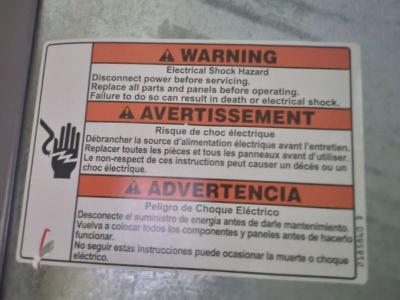 WARNING
Electrical Shock Hazard
Disconnect power before servicing.
Replace all parts and panels before operating.
Failure to do so can result in death or electrical shock.
AVERTISSEMENT
Risque de choc électrique
Débrancher la source d'alimentation électrique avant l'entretien.
Replacer toutes les pièces et tous les panneaux avant d'utiliser.
Le non-respect de ces instructions peut causer un décès ou un
choc électrique.
ADVERTENCIA
Peligro de Choque Eléctrico
Desconecte el suministro de energía antes de darle mantenimiento.
Vuelva a colocar todos los componentes y paneles antes de hacerlo
funcionar.
No seguir estas instrucciones puede ocasionar la muerte o choque
eléctrico.